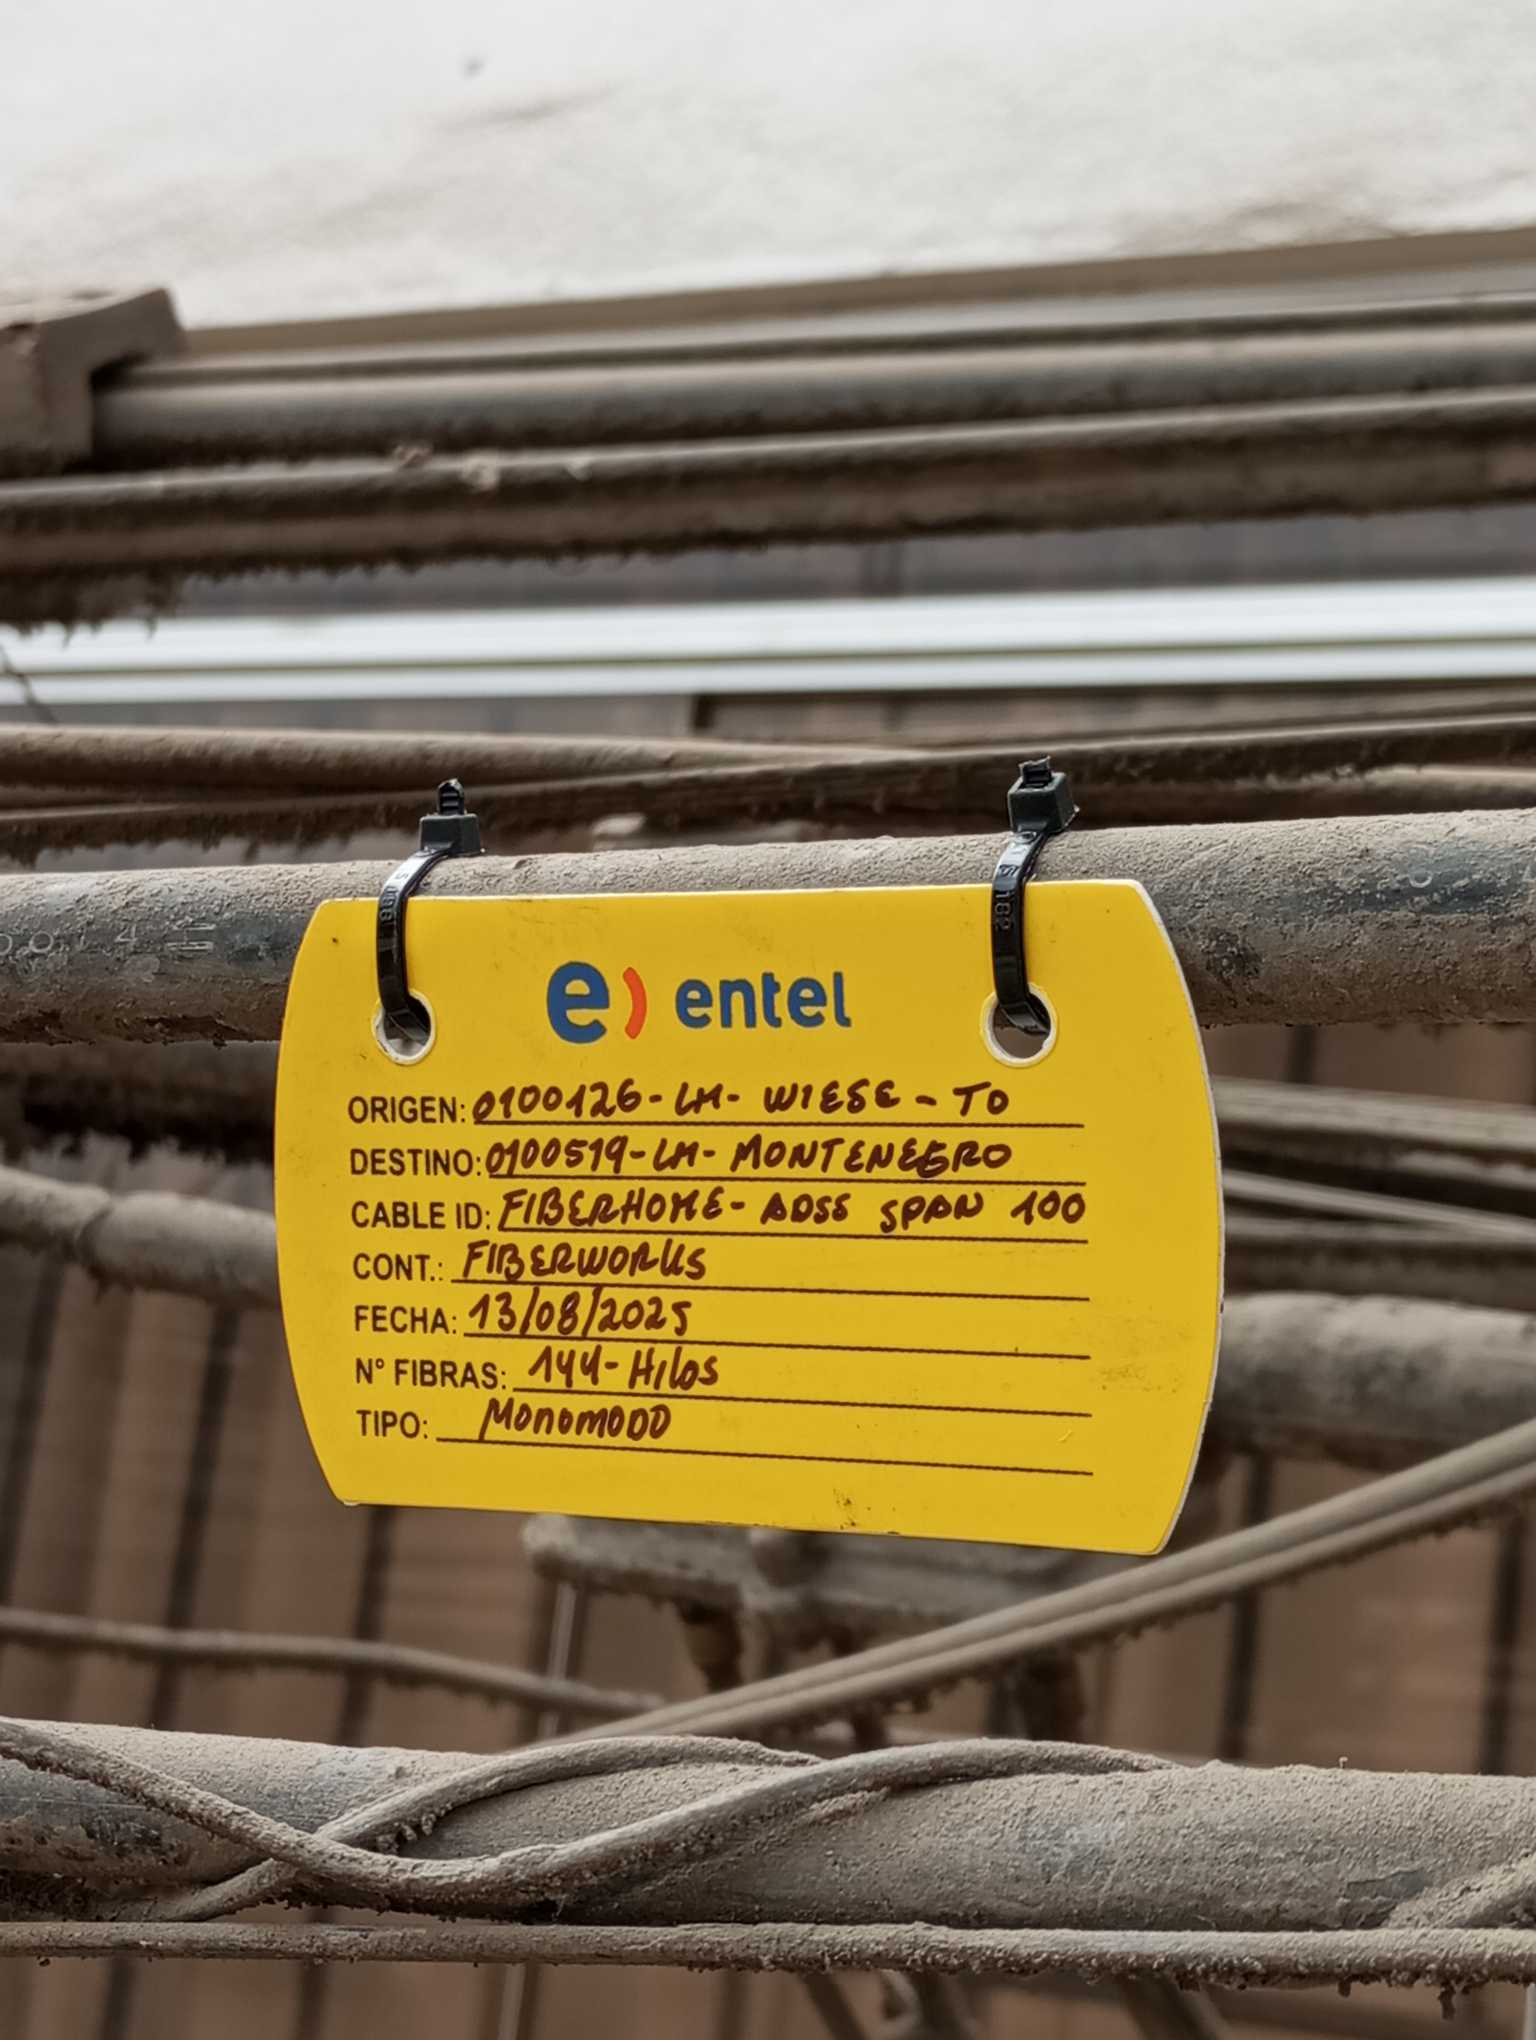 e) entel
ORIGEN: 0100126-LM-WIESE-TO
DESTINO: 0100519-LM-MONTENEGRO
CABLE ID: FIBERHOME-ADSS SPAN 100
CONT.: FIBERWORKS
FECHA: 13/08/2025
N° FIBRAS: 144-Hilos
TIPO: Monomodo